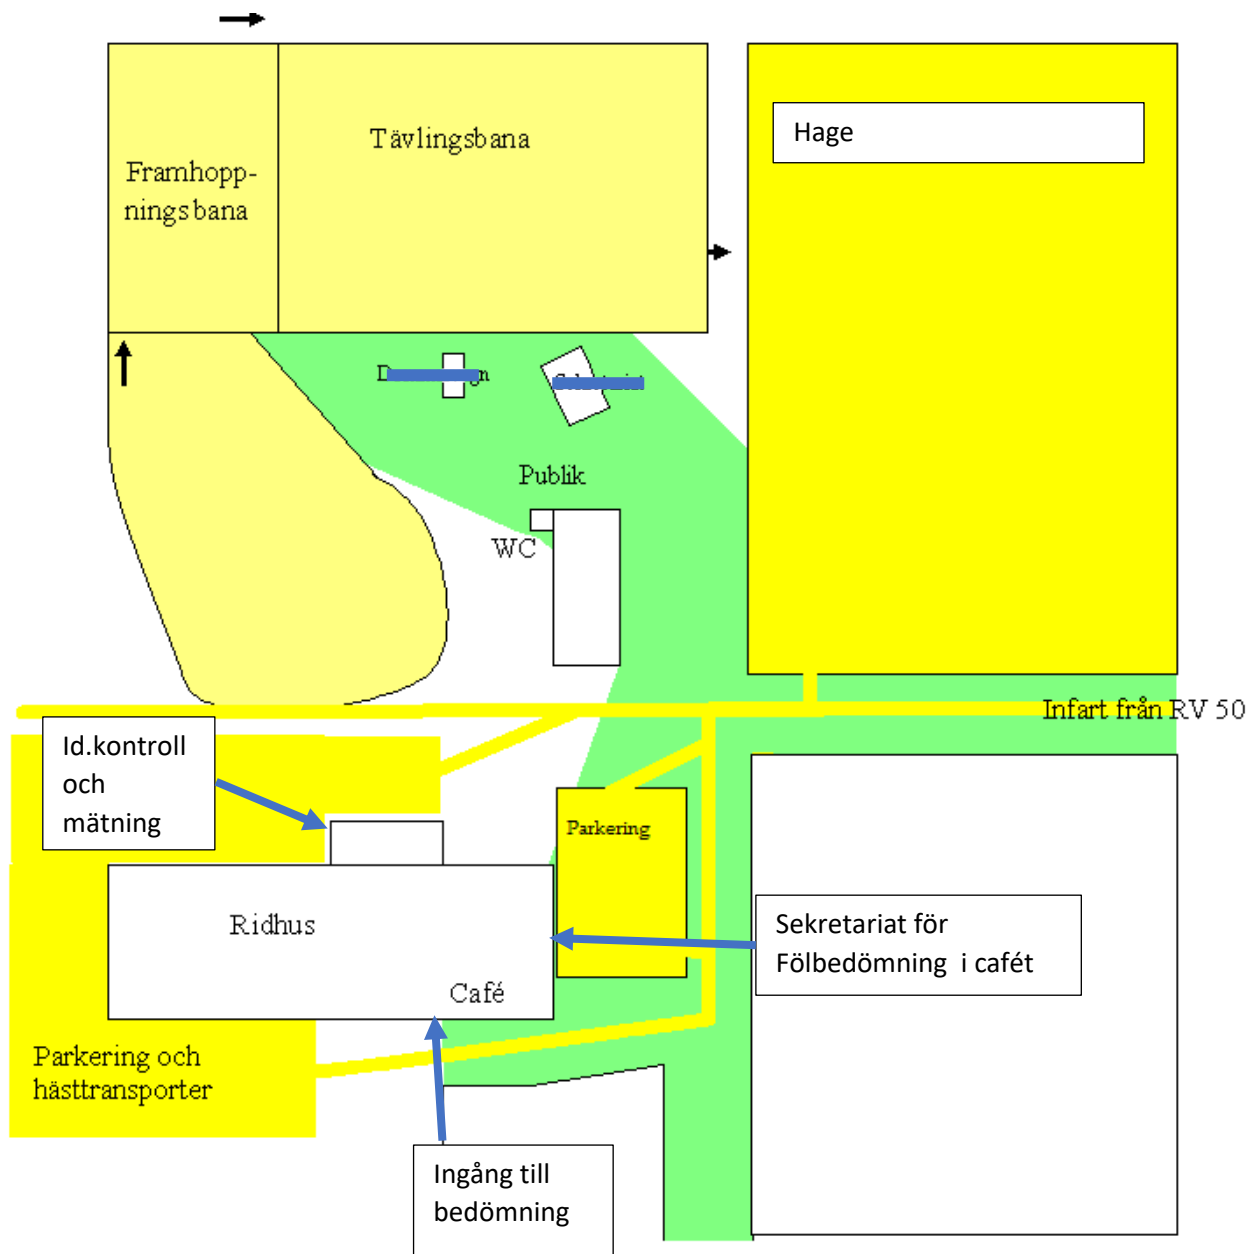 Tävlingsbana
Hage
Framhopp-
ningsbana
Publik
WC
Infart från RV 50
Id.kontroll
och
mätning
Parkering
Ridhus
Sekretariat för
Fölbedömning i cafét
Café
Parkering och
hästtransporter
Ingång till
bedömning